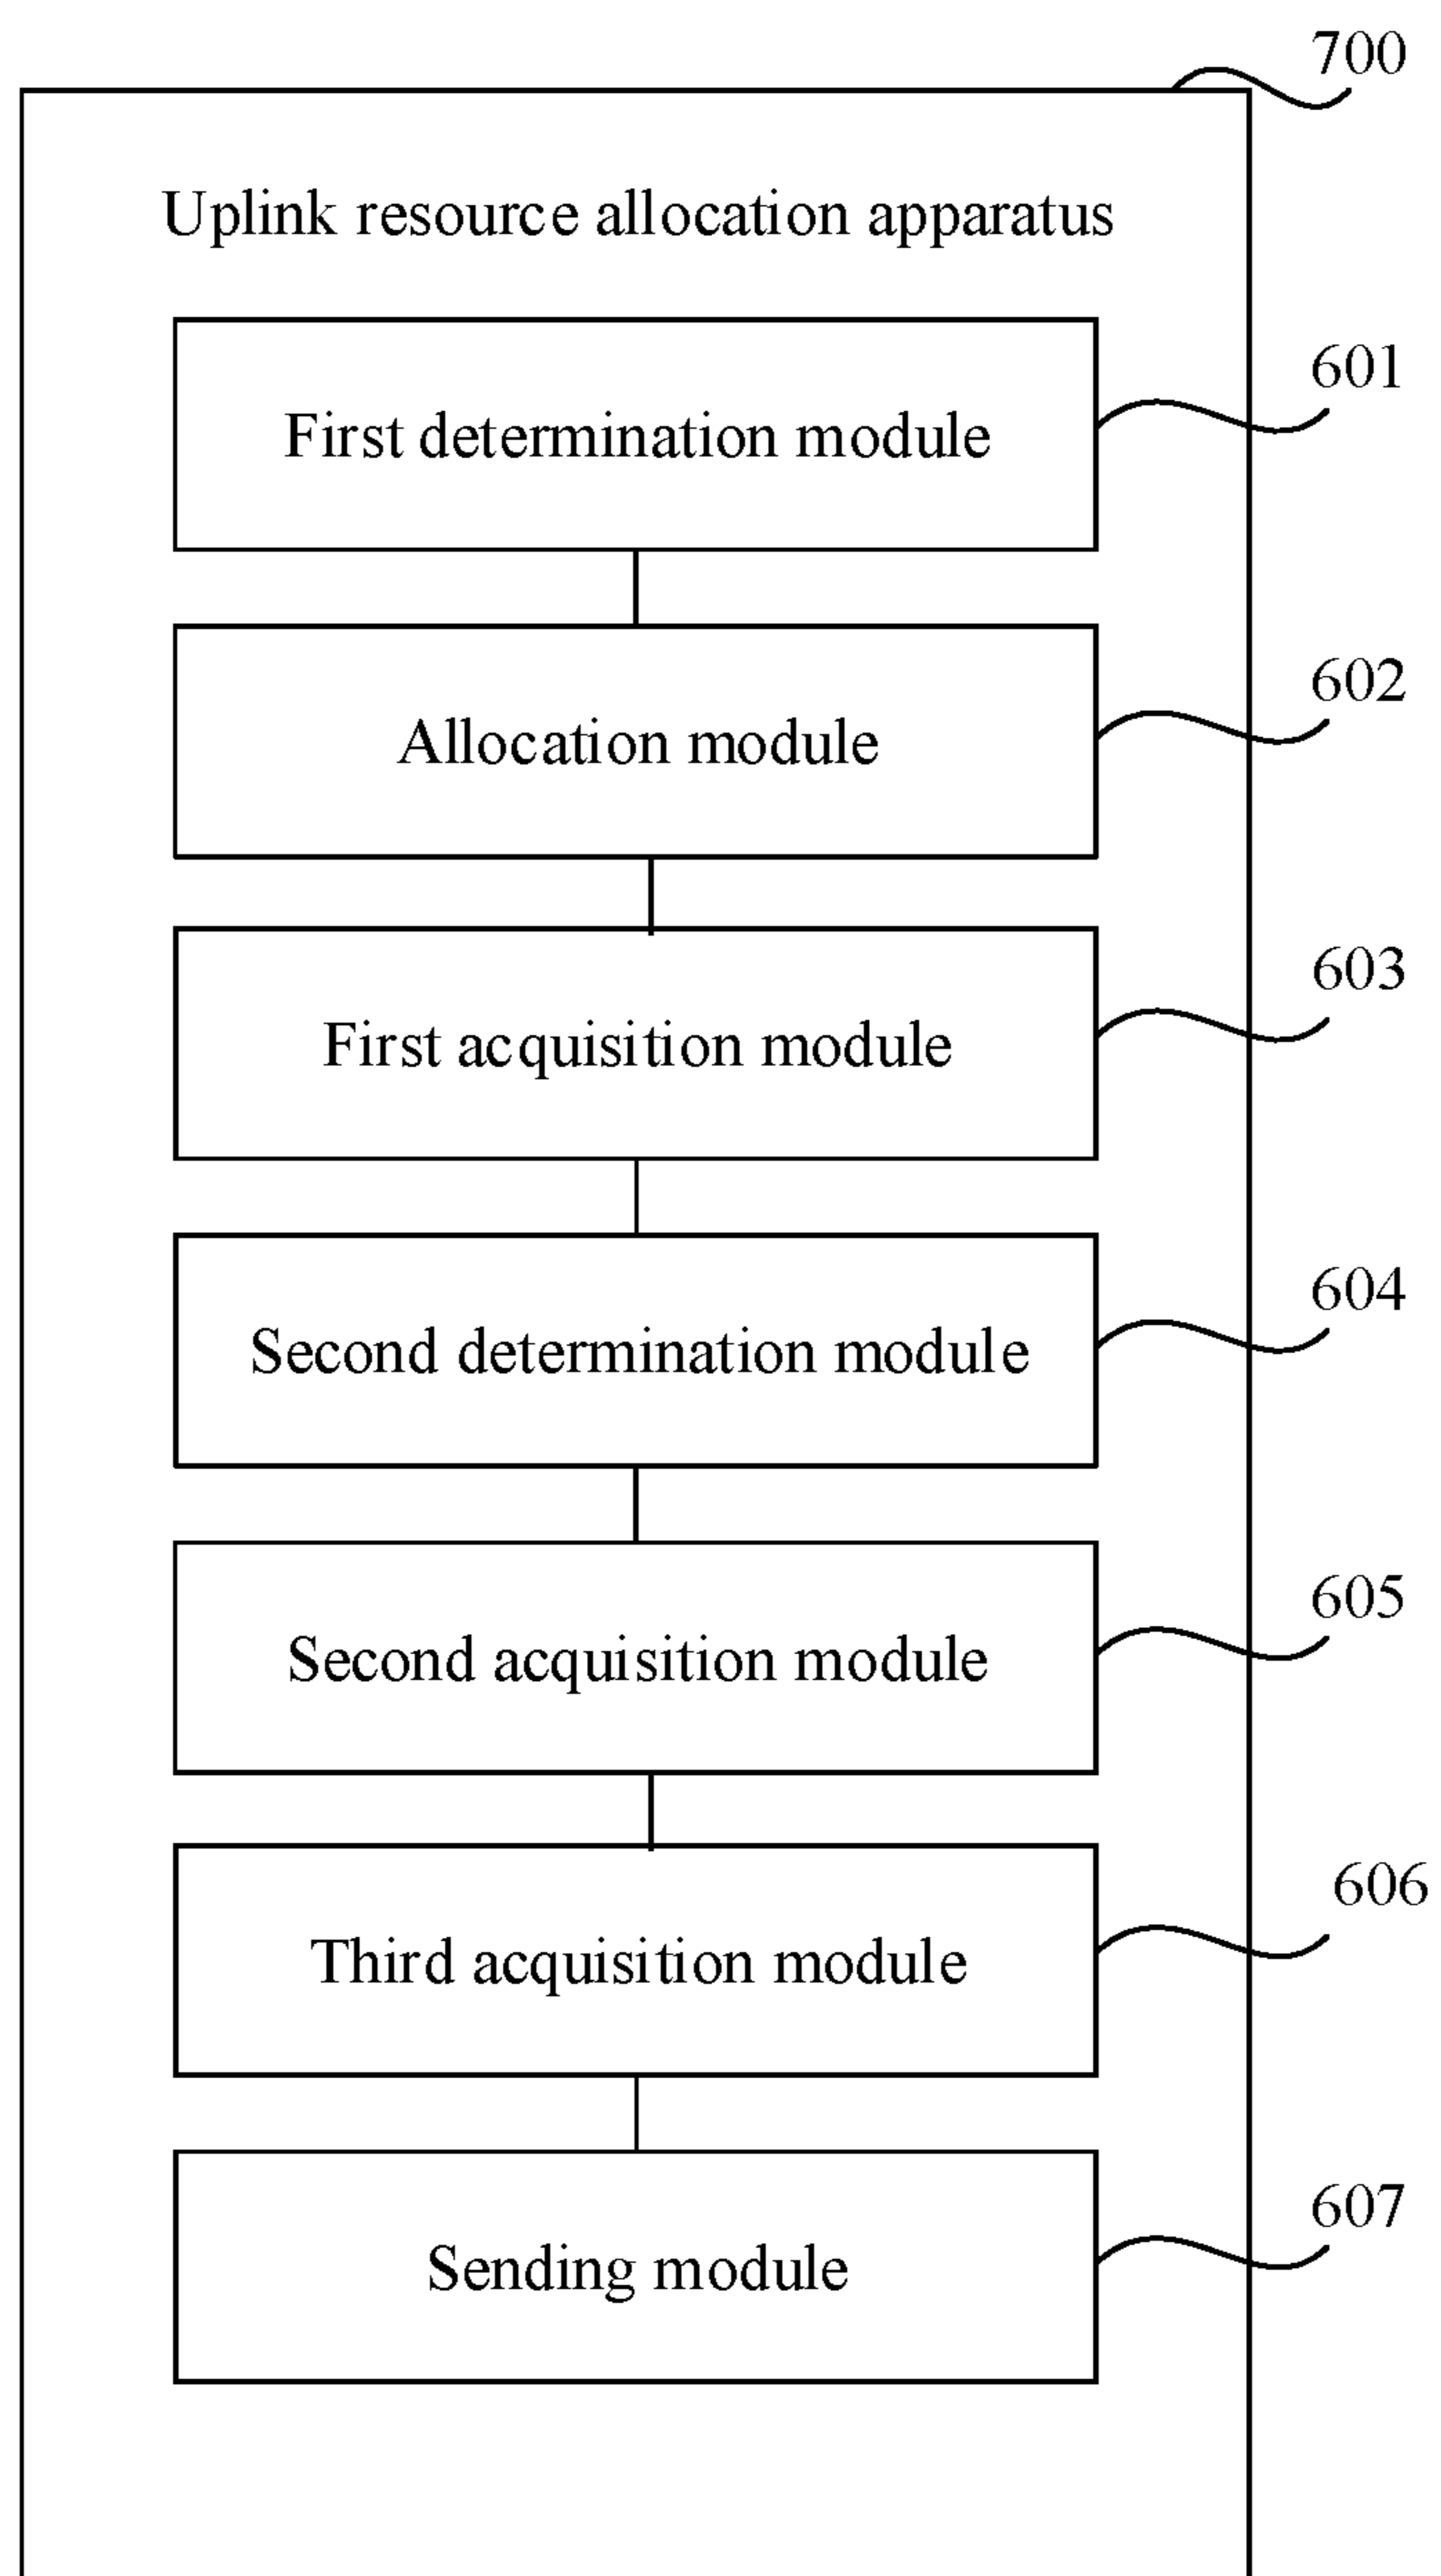 700
Uplink resource allocation apparatus
601
First determination module
602
Allocation module
603
First acquisition module
604
Second determination module
605
Second acquisition module
606
Third acquisition module
607
Sending module